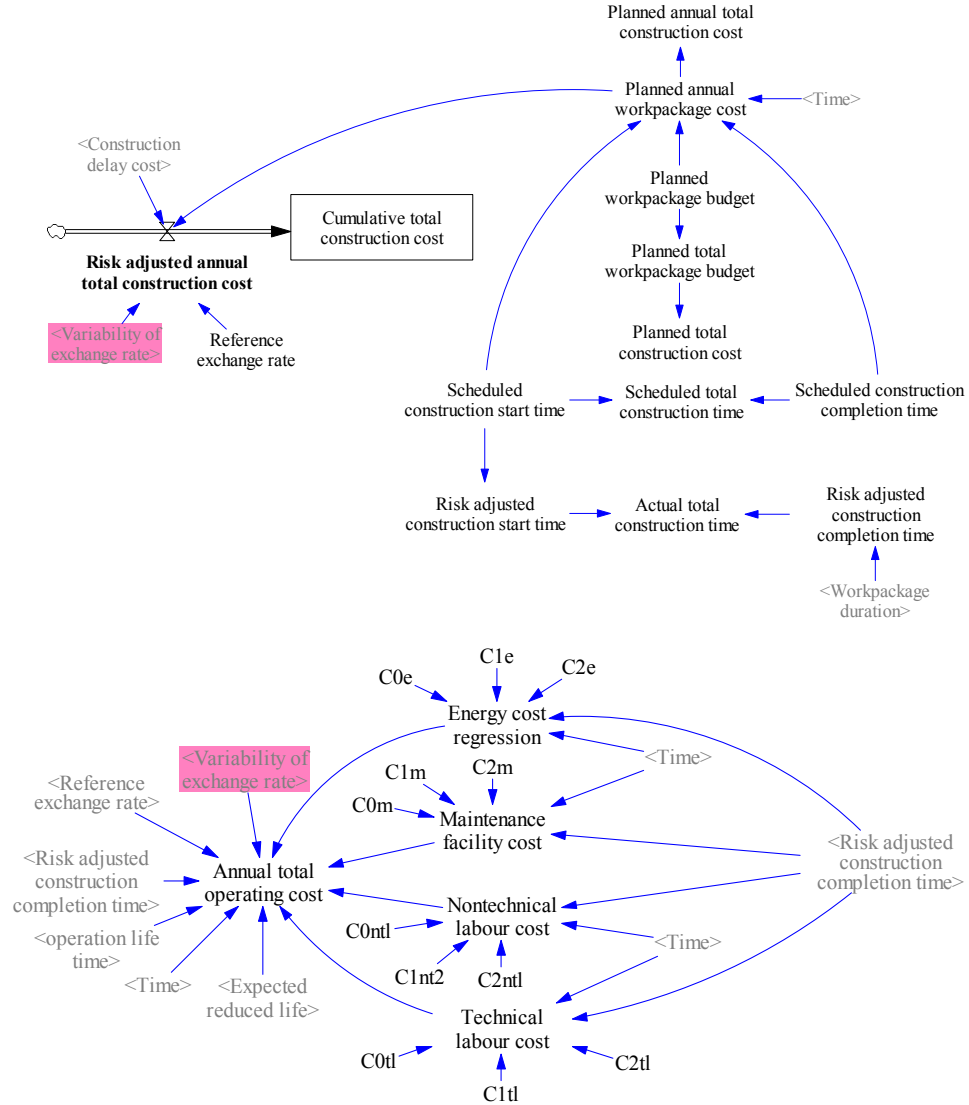 Planned annual total
construction cost
Planned annual
workpackage cost
<Time>
<Construction
delay cost>
Planned
workpackage budget
Cumulative total
construction cost
Planned total
workpackage budget
Risk adjusted annual
total construction cost
<Variability of
exchange rate>
Reference
exchange rate
Planned total
construction cost
Scheduled
construction start time
Scheduled total
construction time
Scheduled construction
completion time
Risk adjusted
construction start time
Actual total
construction time
Risk adjusted
construction
completion time
<Workpackage
duration>
C0e
C1e
C2e
Energy cost
regression
<Time>
<Variability of
exchange rate>
<Reference
exchange rate>
C0m
C1m
C2m
Maintenance
facility cost
<Risk adjusted
construction
completion time>
Annual total
operating cost
<Risk adjusted
construction
completion time>
<operation life
time>
<Time>
<Expected
reduced life>
C0ntl
C1nt2
C2ntl
Nontechnical
labour cost
<Time>
Technical
labour cost
C0tl
C1tl
C2tl